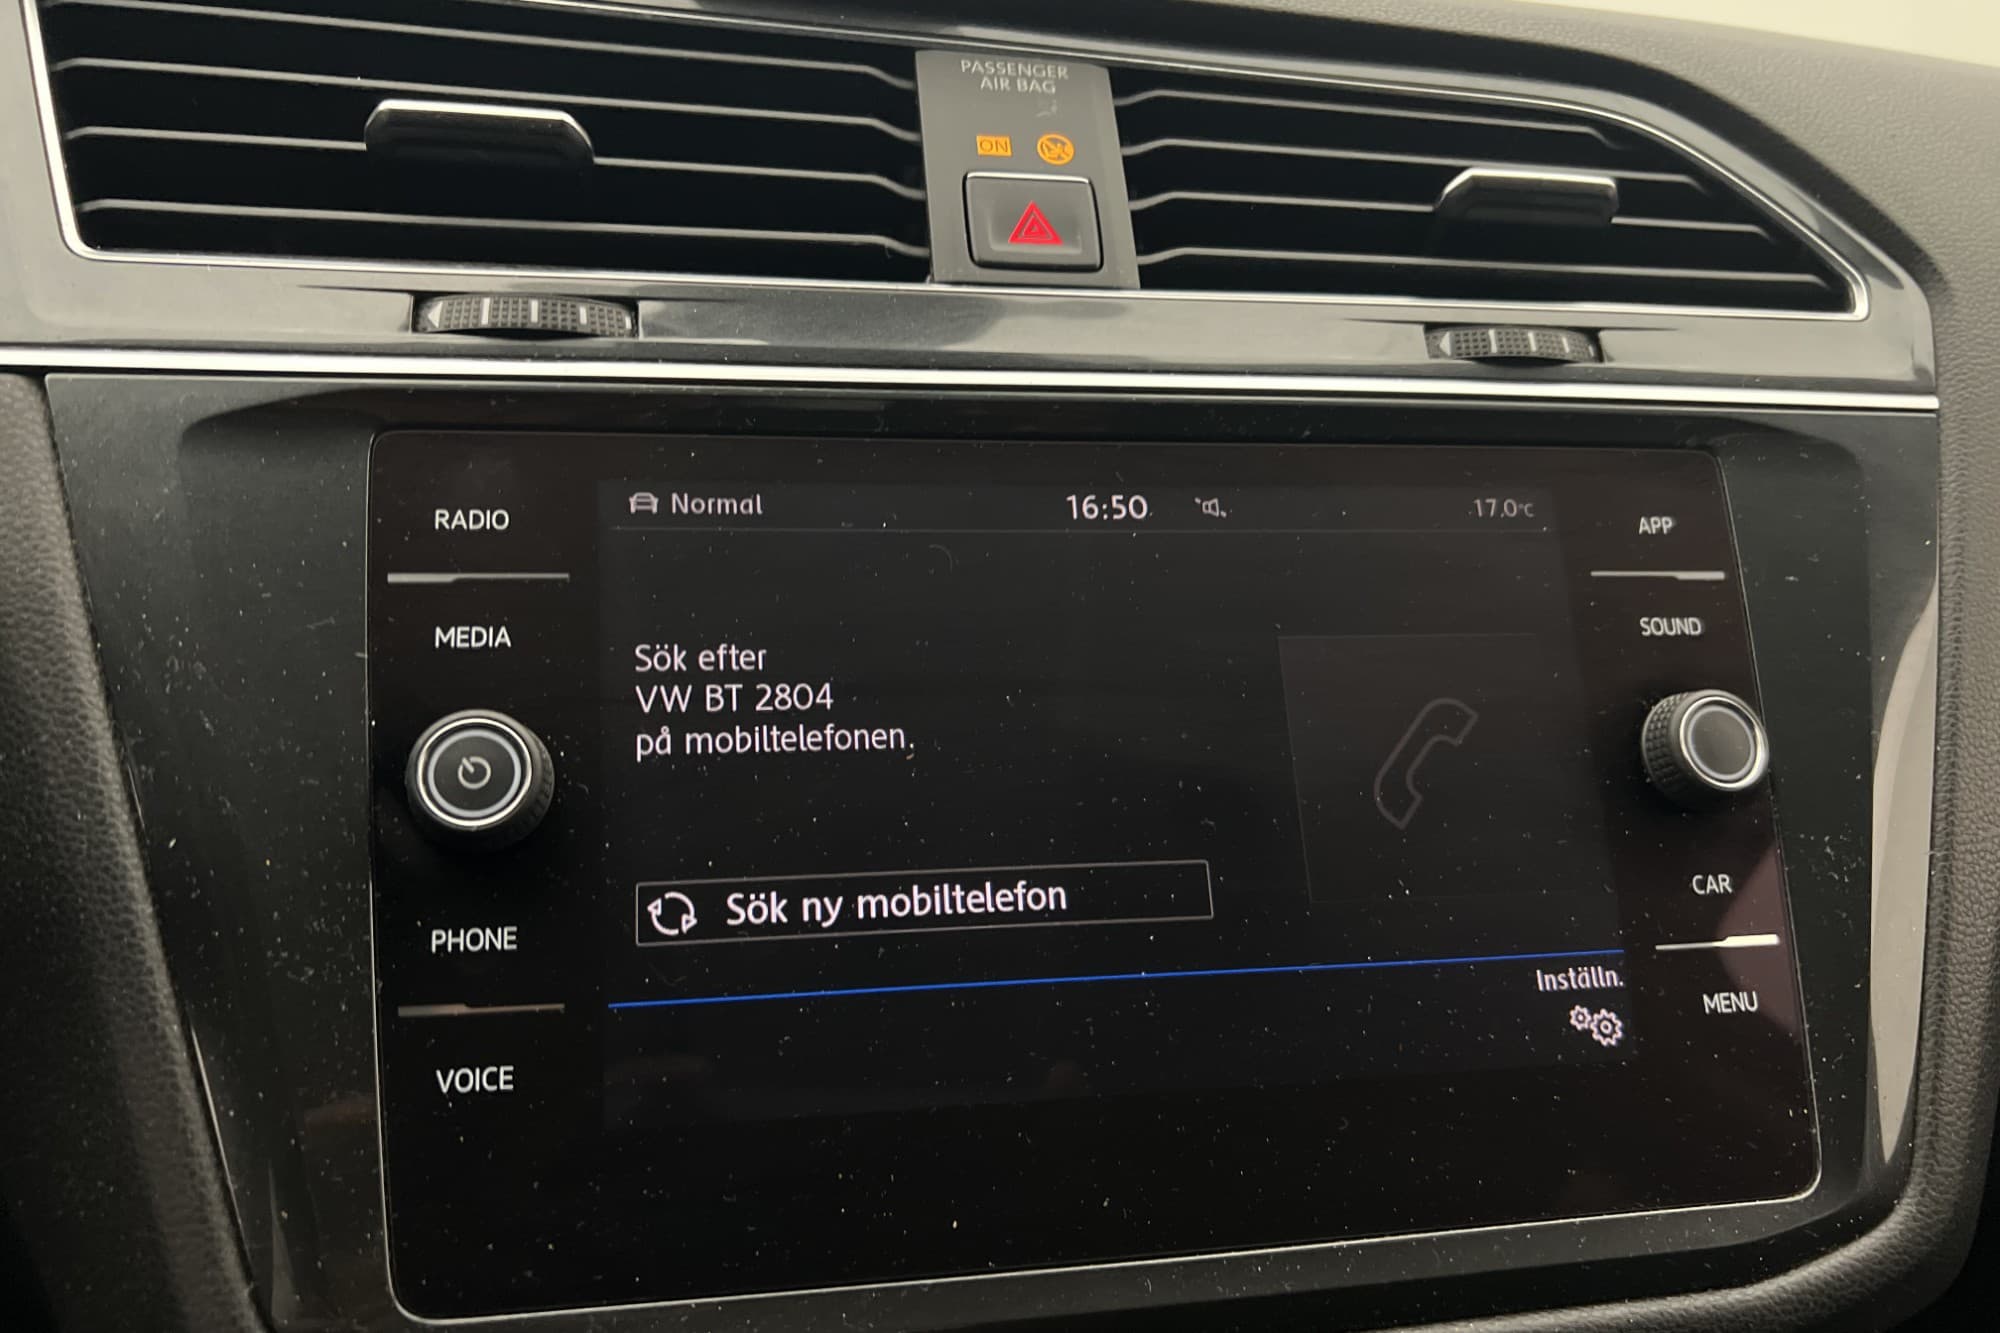 PASSENGER
AIR BAG
ON
RADIO
MEDIA
PHONE
VOICE
Normal
16:50
17.0°C
Sök efter
VW BT 2804
på mobiltelefonen.
Sök ny mobiltelefon
Inställn.
APP
SOUND
CAR
MENU